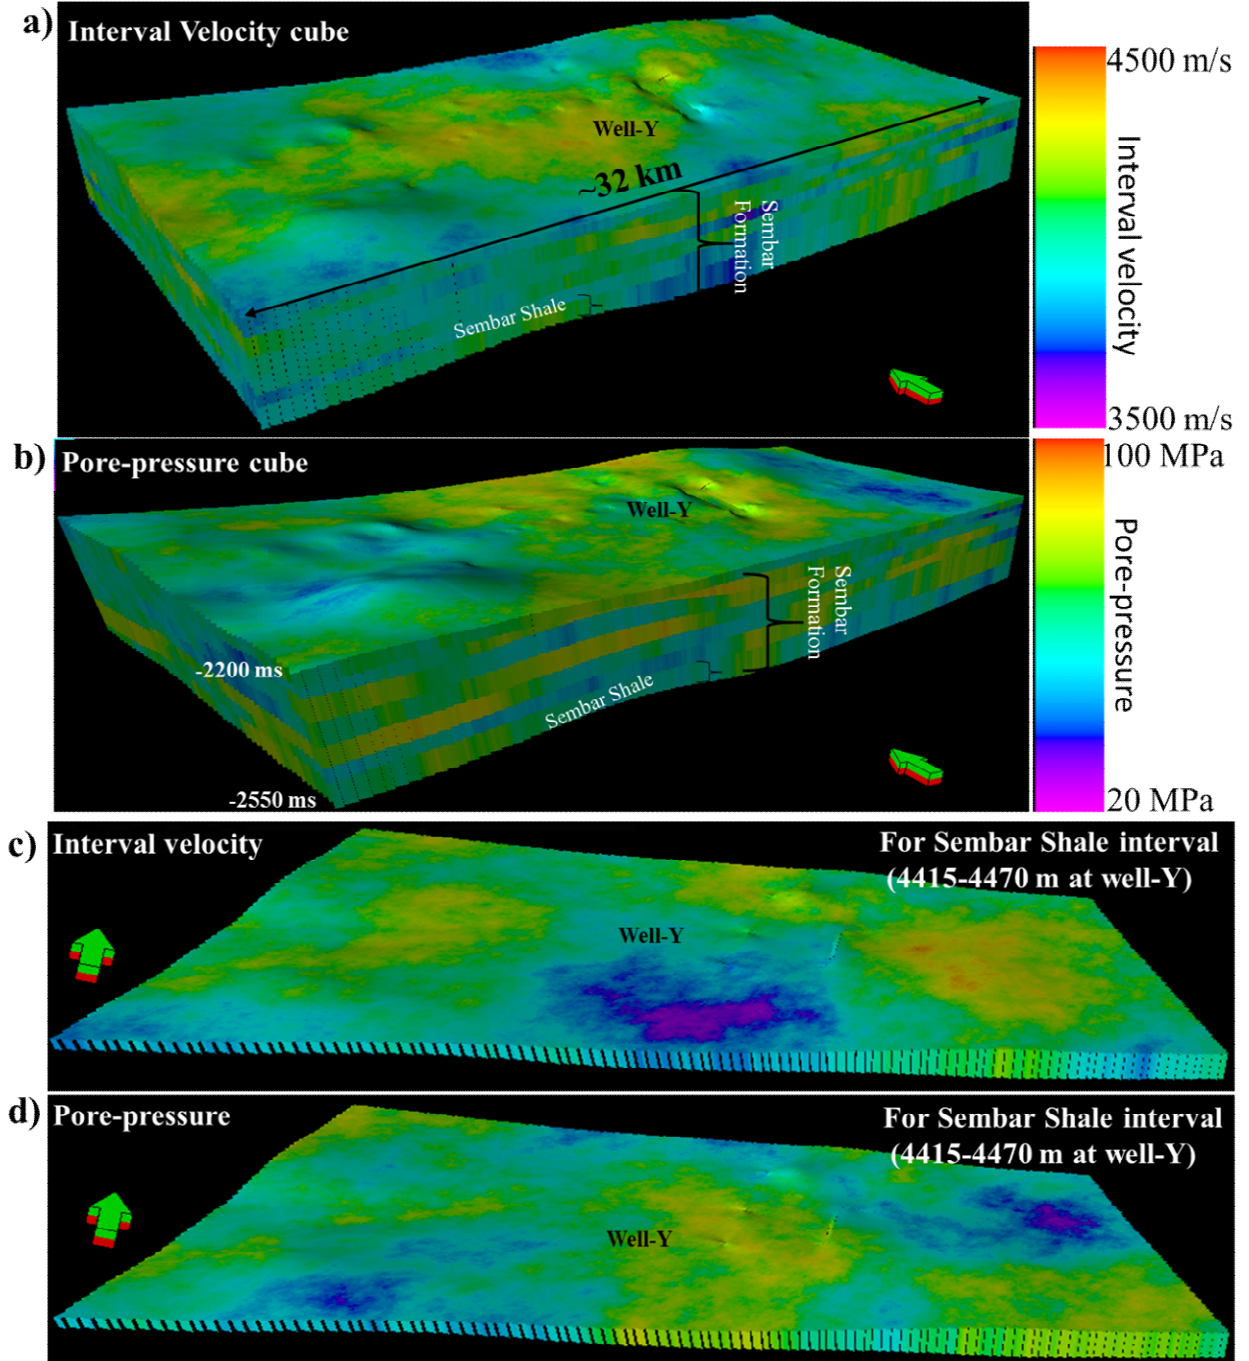 a)
Interval Velocity cube
Well-Y
~32 km
Sembar
Formation
Sembar Shale
4500 m/s
Interval velocity
3500 m/s
b)
Pore-pressure cube
Well-Y
Sembar
Formation
-2200 ms
Sembar Shale
-2550 ms
100 MPa
Pore-pressure
20 MPa
c)
Interval velocity
For Sembar Shale interval
(4415-4470 m at well-Y)
Well-Y
d)
Pore-pressure
For Sembar Shale interval
(4415-4470 m at well-Y)
Well-Y